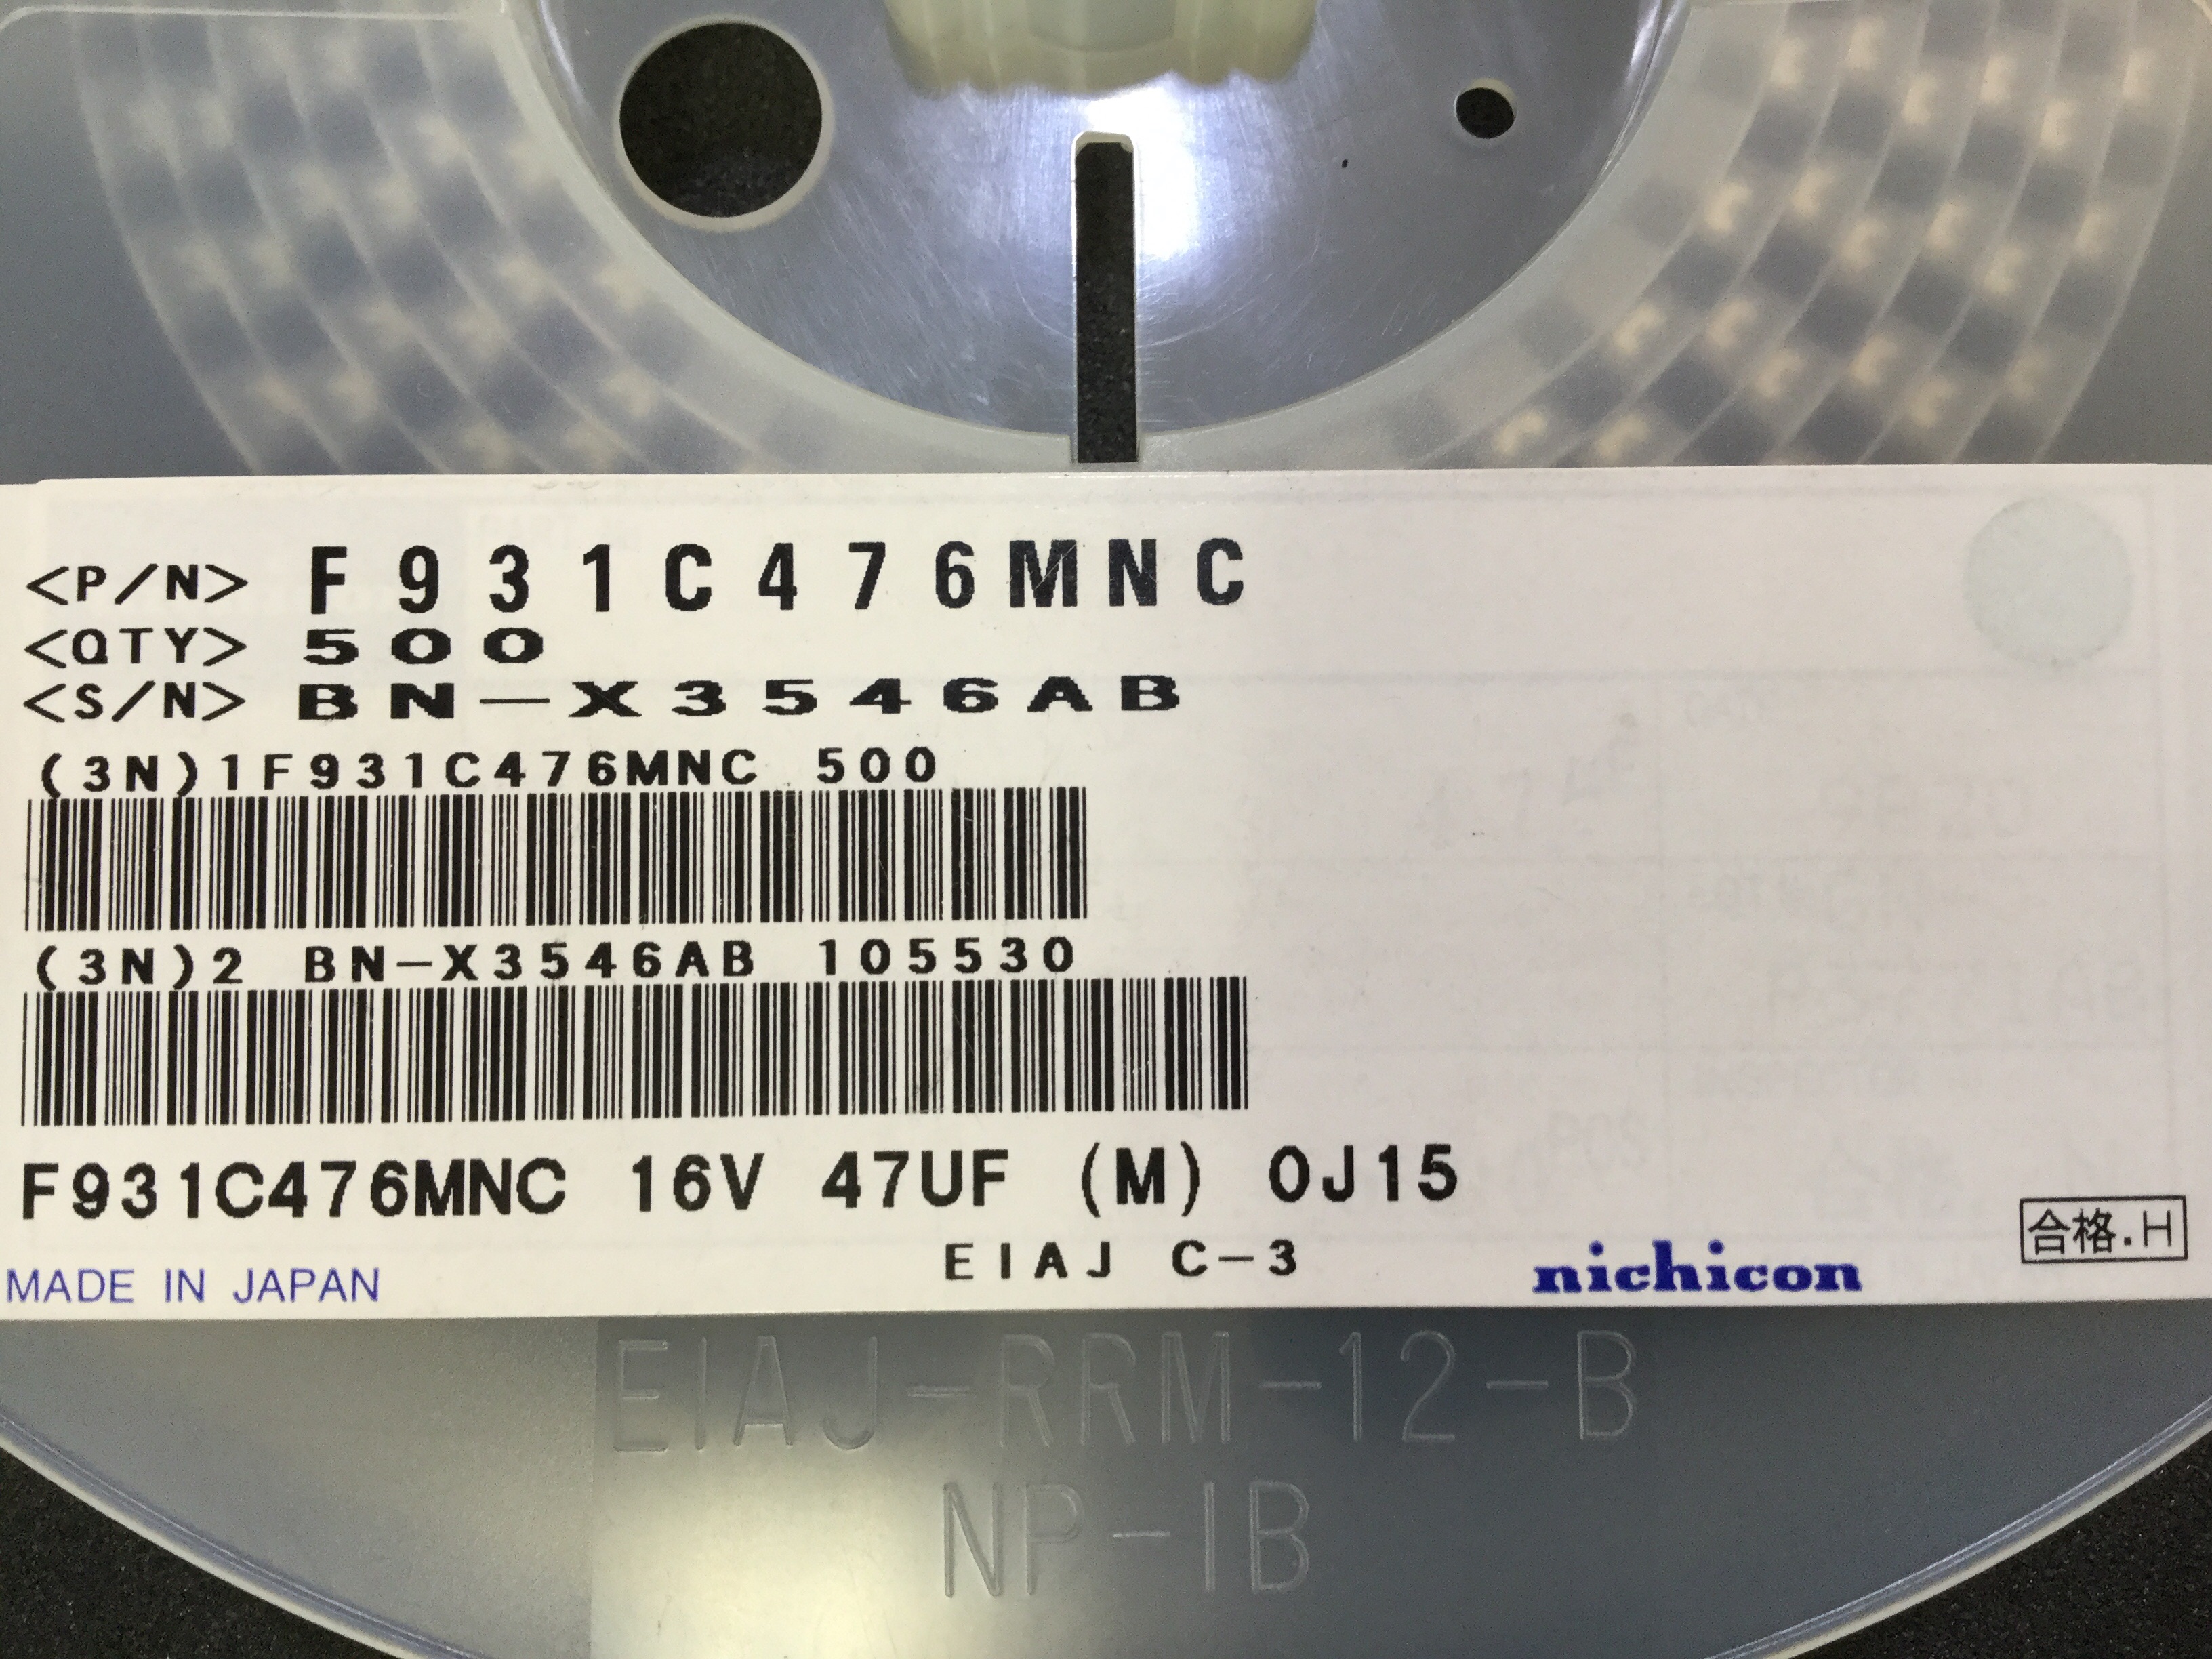 <P/N> F931C476MNC
<QTY> 500
<S/N> BN-X3546AB
(3N)1F931C476MNC 500
(3N)2 BN-X3546AB 105530
F931C476MNC 16V 47UF (M) 0J15
EIAJ C-3
MADE IN JAPAN
nichicon
合格.H
EIAJ-RRM-12-B
NP-1B